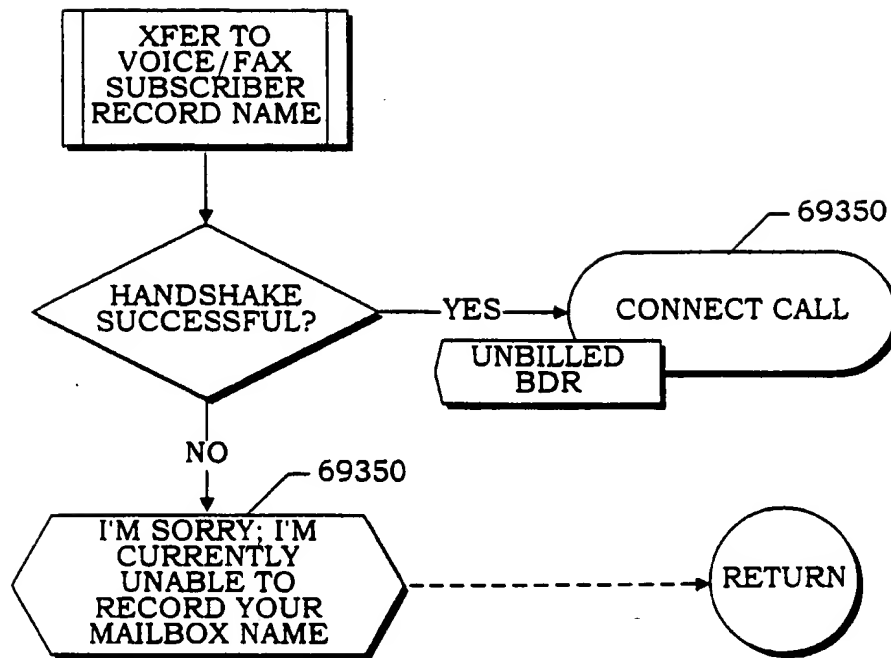 XFER TO
VOICE/FAX
SUBSCRIBER
RECORD NAME
69350
HANDSHAKE
SUCCESSFUL?
YES
CONNECT CALL
UNBILLED
BDR
NO
69350
I'M SORRY; I'M
CURRENTLY
UNABLE TO
RECORD YOUR
MAILBOX NAME
RETURN